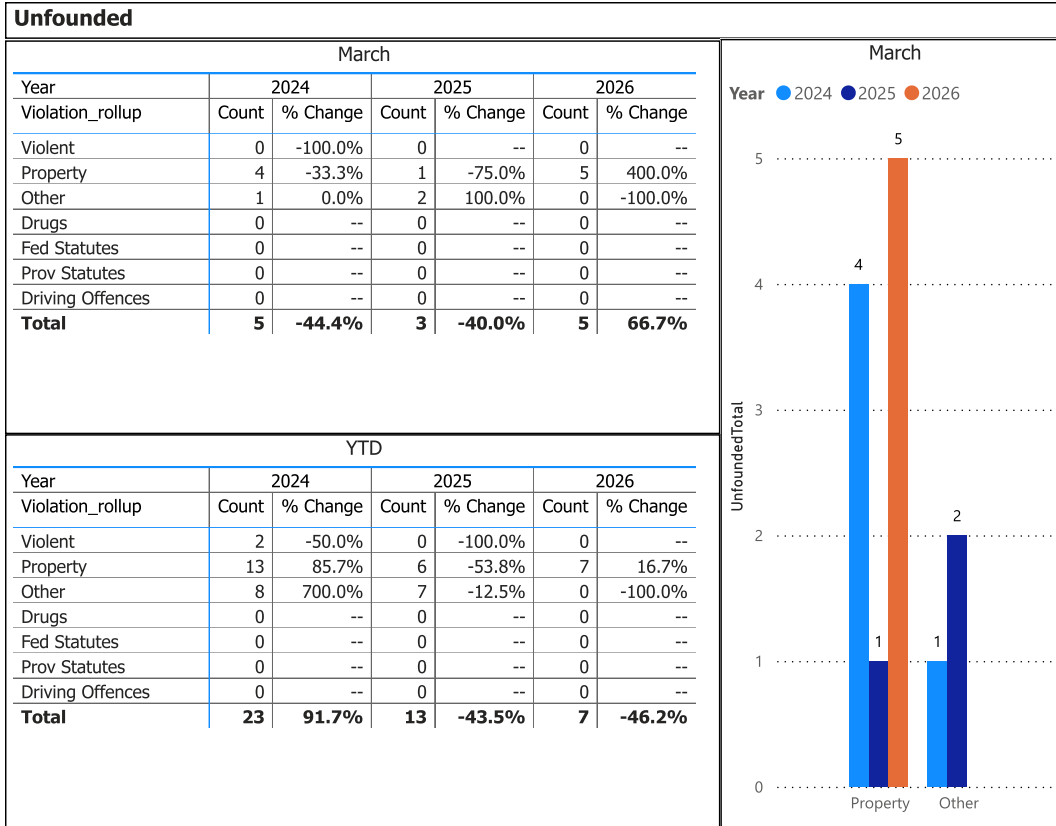 Unfounded
March
Year 2024 2025 2026
Violation_rollup Count % Change Count % Change Count % Change
Violent 0 -100.0% 0 -- 0 --
Property 4 -33.3% 1 -75.0% 5 400.0%
Other 1 0.0% 2 100.0% 0 -100.0%
Drugs 0 -- 0 -- 0 --
Fed Statutes 0 -- 0 -- 0 --
Prov Statutes 0 -- 0 -- 0 --
Driving Offences 0 -- 0 -- 0 --
Total 5 -44.4% 3 -40.0% 5 66.7%
YTD
Year 2024 2025 2026
Violation_rollup Count % Change Count % Change Count % Change
Violent 2 -50.0% 0 -100.0% 0 --
Property 13 85.7% 6 -53.8% 7 16.7%
Other 8 700.0% 7 -12.5% 0 -100.0%
Drugs 0 -- 0 -- 0 --
Fed Statutes 0 -- 0 -- 0 --
Prov Statutes 0 -- 0 -- 0 --
Driving Offences 0 -- 0 -- 0 --
Total 23 91.7% 13 -43.5% 7 -46.2%
March
Year 2024 2025 2026
UnfoundedTotal
5
4
3
2
1
0
4
1
5
1
2
Property Other